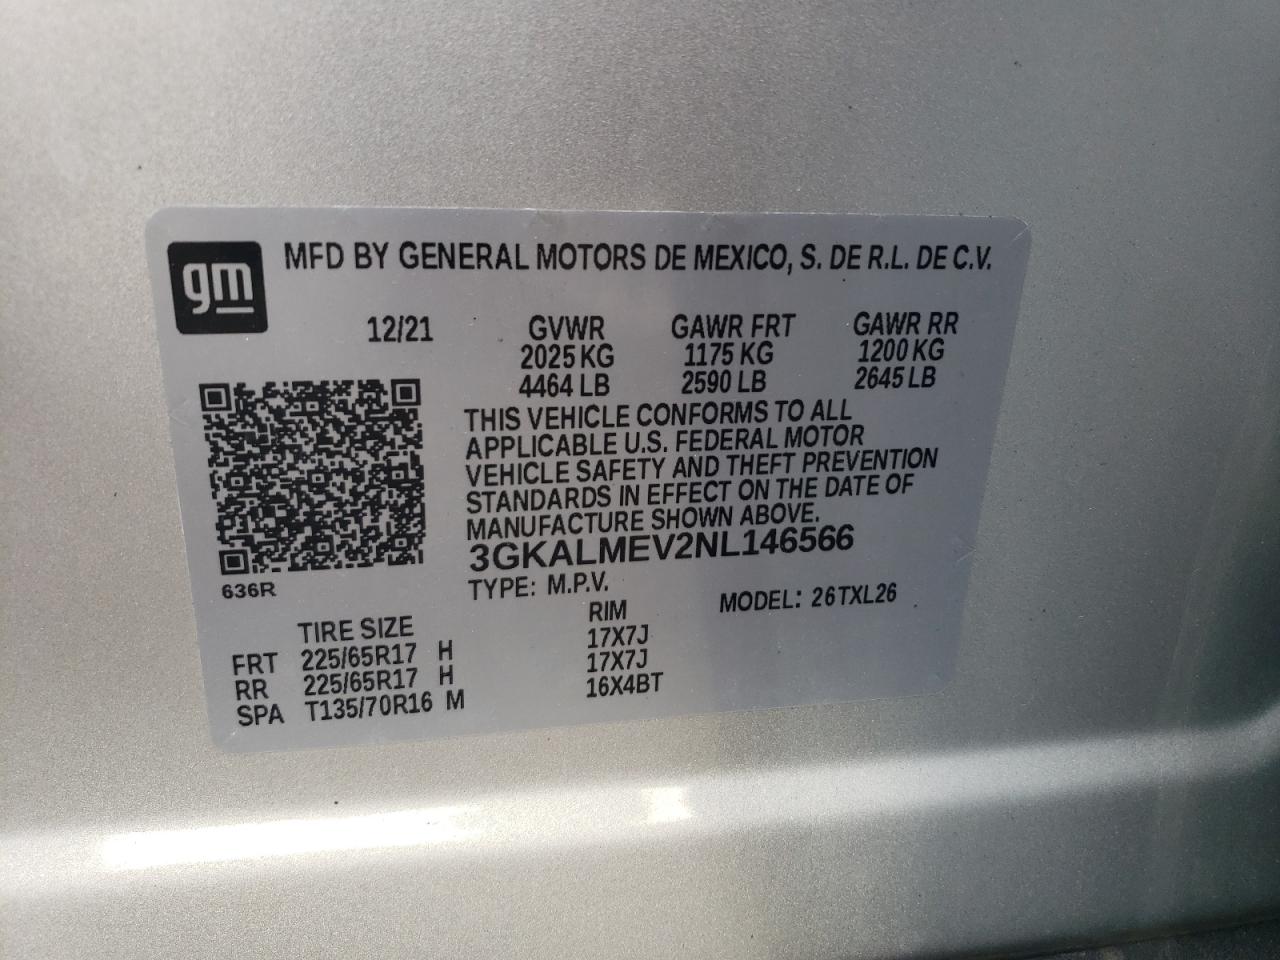 gm MFD BY GENERAL MOTORS DE MEXICO, S. DE R.L. DE C.V.
12/21 GVWR GAWR FRT GAWR RR
2025 KG 1175 KG 1200 KG
4464 LB 2590 LB 2645 LB
THIS VEHICLE CONFORMS TO ALL
APPLICABLE U.S. FEDERAL MOTOR
VEHICLE SAFETY AND THEFT PREVENTION
STANDARDS IN EFFECT ON THE DATE OF
MANUFACTURE SHOWN ABOVE.
3GKALMEV2NL146566
636R
TYPE: M.P.V. MODEL: 26TXL26
TIRE SIZE RIM
FRT 225/65R17 H 17X7J
RR 225/65R17 H 17X7J
SPA T135/70R16 M 16X4BT